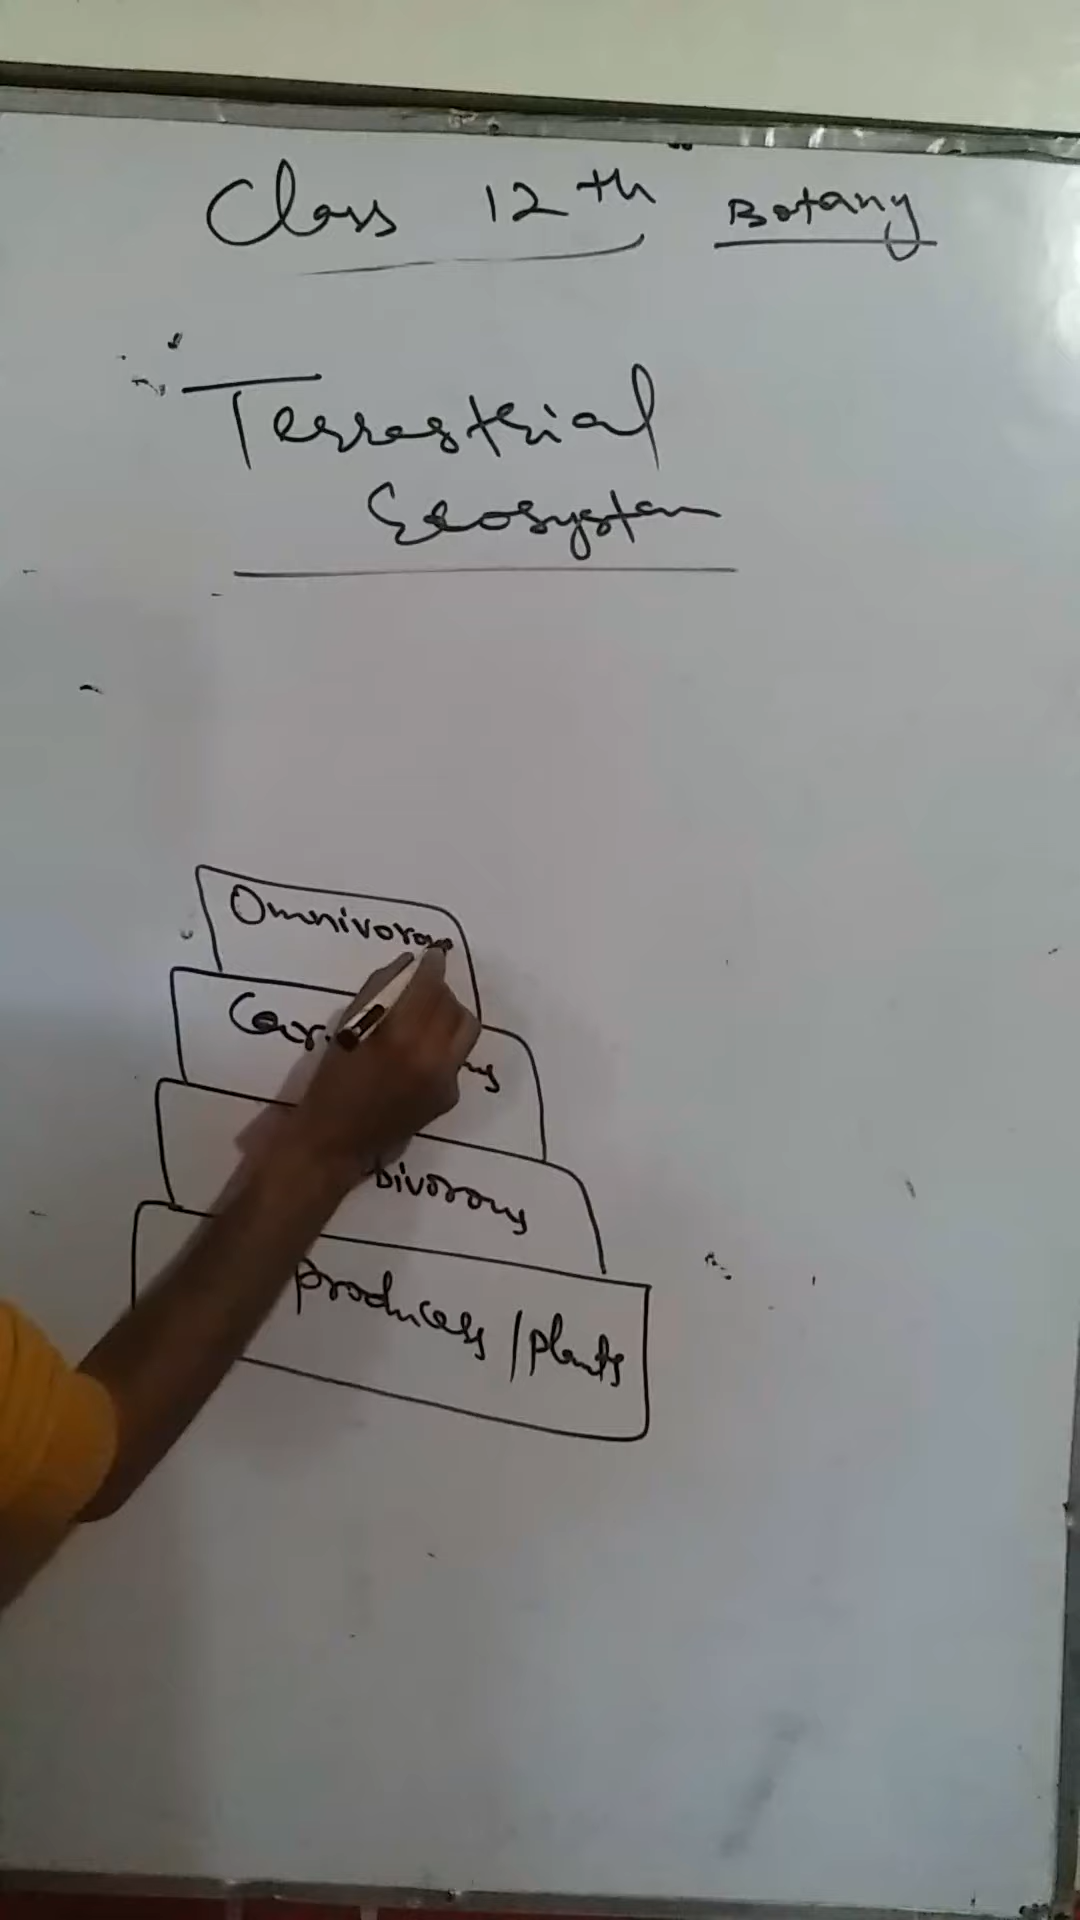 Class 12th Botany
Terrestrial
Ecosystem
Omnivorous
producers/plants